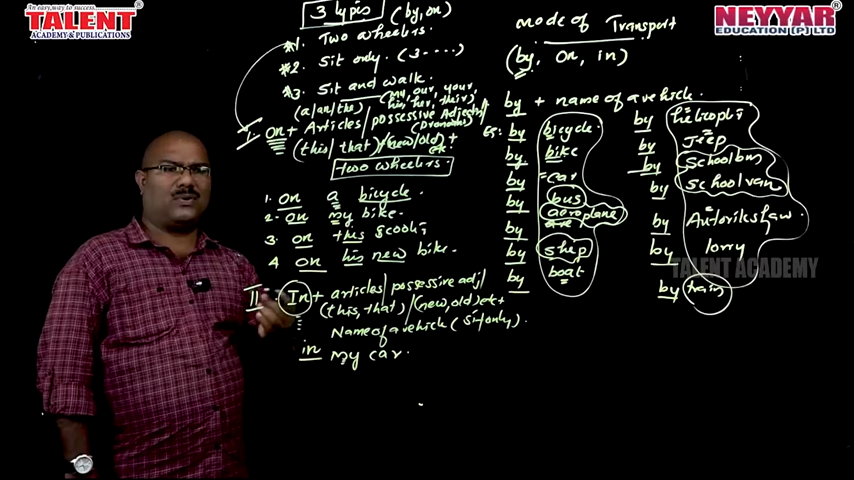 An easy way to success...
TALENT
ACADEMY & PUBLICATIONS
NEYYAR
EDUCATION (P) LTD
3 types (by, on)
*1. Two wheelers.
*2. Sit only. (3-....)
*3. Sit and walk.
(a/an/the) (my, our, your,
his, her, their)
I. On + Articles/possessive Adjects/
(Pronouns)
(this/that)/(new/old) +
etc.
Two wheelers.
1. On a bicycle.
2. on my bike.
3. on this
4. on his new bike.
II. In + articles/possessive adj/
(this, that)/(new, old) etc +
Name of a vehicle (sit only).
in my car.
mode of Transport
(by, On, in)
by + name of a vehicle.
Eg: by bicycle.
by bike
by car
by bus
by aeroplane
by ship
by boat
by
by Jeep
by School bus
by School van
by Autorikshaw.
by lorry
by train
TALENT ACADEMY